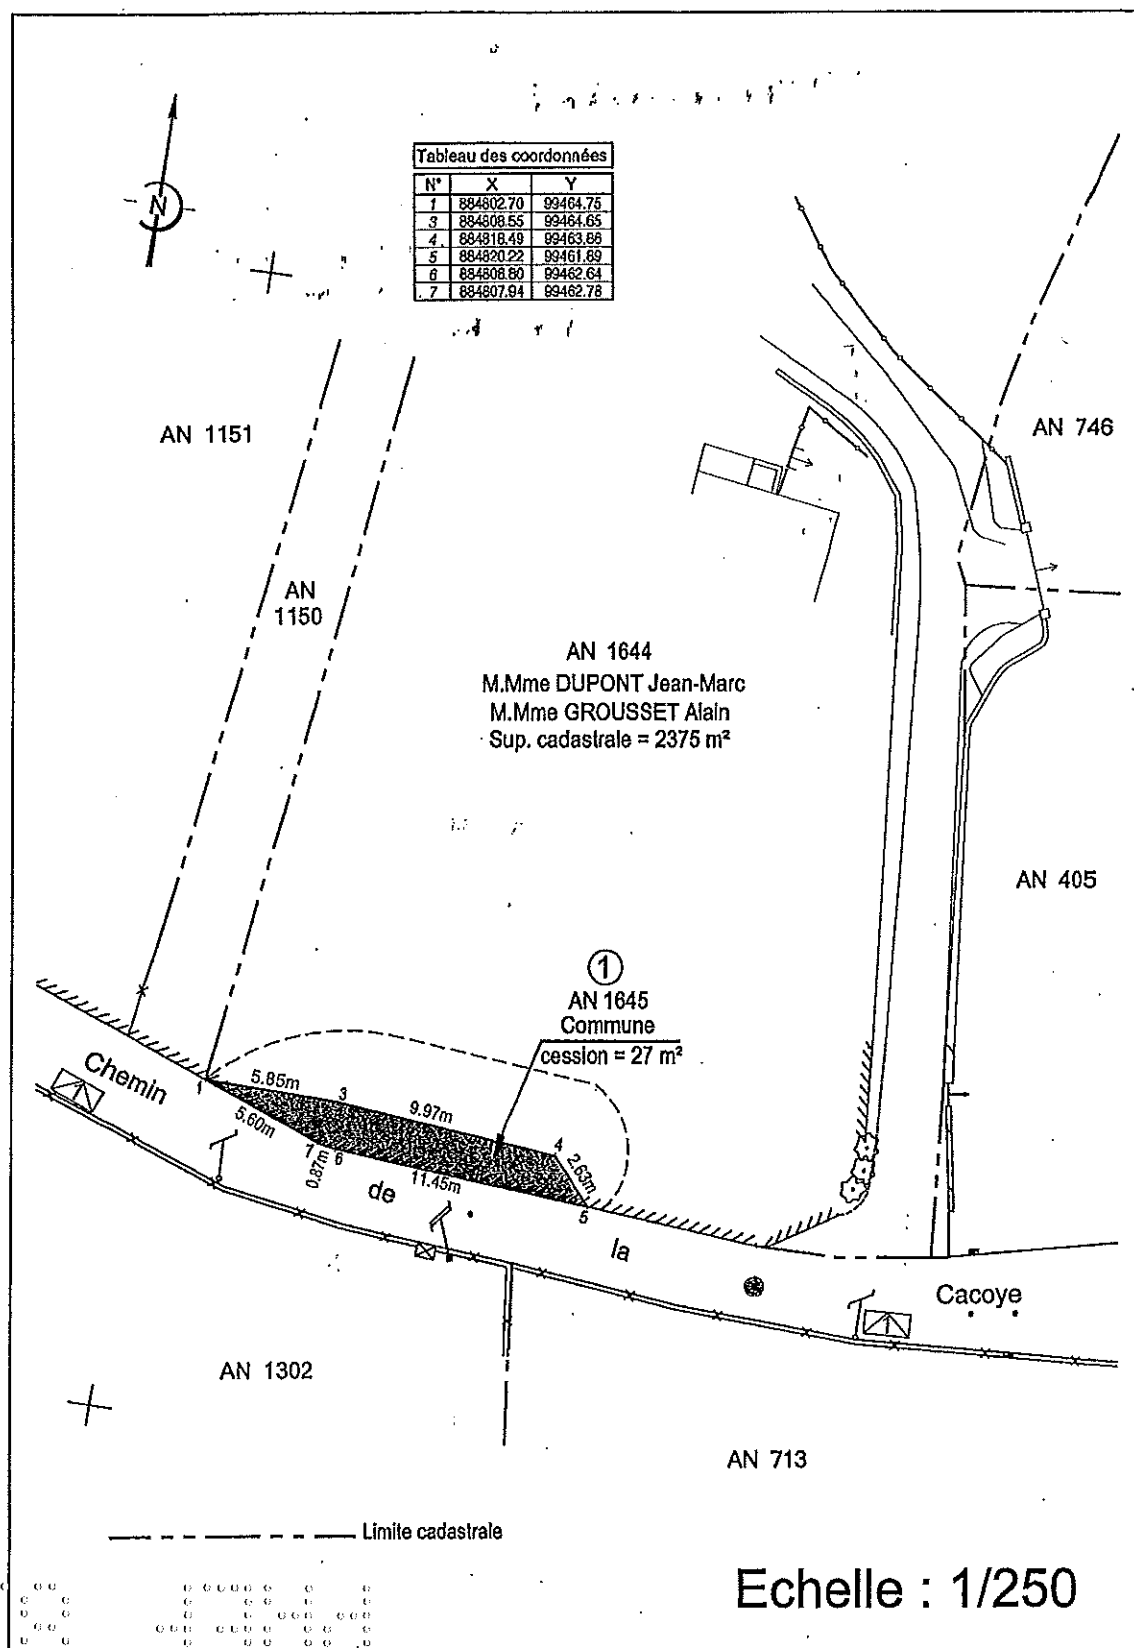 N
Tableau des coordonnées
N° X Y
1 884802.70 99464.75
3 884808.55 99464.65
4 884818.49 99463.86
5 884820.22 99461.89
6 884808.80 99462.64
7 884807.94 99462.78
AN 1151
AN 746
AN
1150
AN 1644
M.Mme DUPONT Jean-Marc
M.Mme GROUSSET Alain
Sup. cadastrale = 2375 m²
AN 405
1
AN 1645
Commune
cession = 27 m²
Chemin
1
5.85m
3
9.97m
4
5.60m
7
6
0.87m
2.63m
11.45m
5
de
la
Cacoye
AN 1302
AN 713
Limite cadastrale
Echelle : 1/250